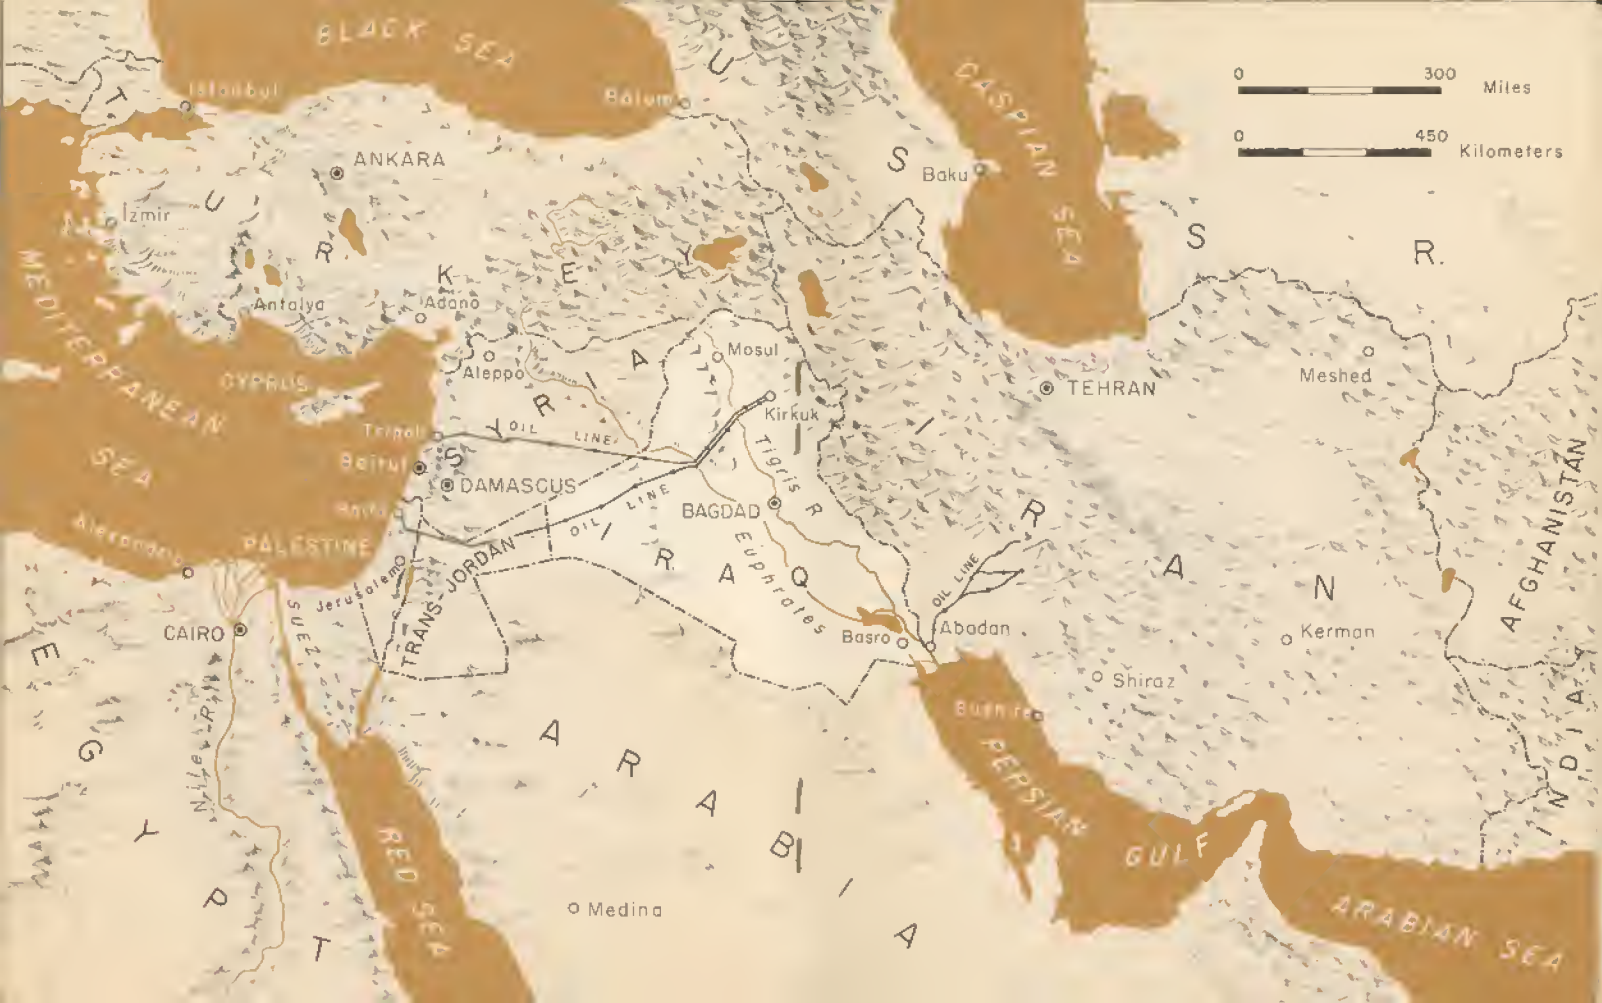 BLACK SEA
CASPIAN SEA
0 300 Miles
0 450 Kilometers
U S S R.
Istanbul
Batum
Baku
ANKARA
TURKEY
İzmir
Antalya
Adana
MEDITERRANEAN SEA
CYPRUS
Aleppo
Mosul
Kirkuk
TEHRAN
Meshed
SYRIA
OIL LINE
Tripoli
Beirut
DAMASCUS
Haifa
OIL LINE
BAGDAD
Tigris R
Euphrates
IRAQ
IRAN
AFGHANISTAN
Alexandria
PALESTINE
Jerusalem
TRANS-JORDAN
SUEZ
CAIRO
Nile R
EGYPT
OIL LINE
Basra
Abadan
Kerman
Shiraz
Bushire
INDIA
PERSIAN GULF
ARABIA
RED SEA
Medina
ARABIAN SEA